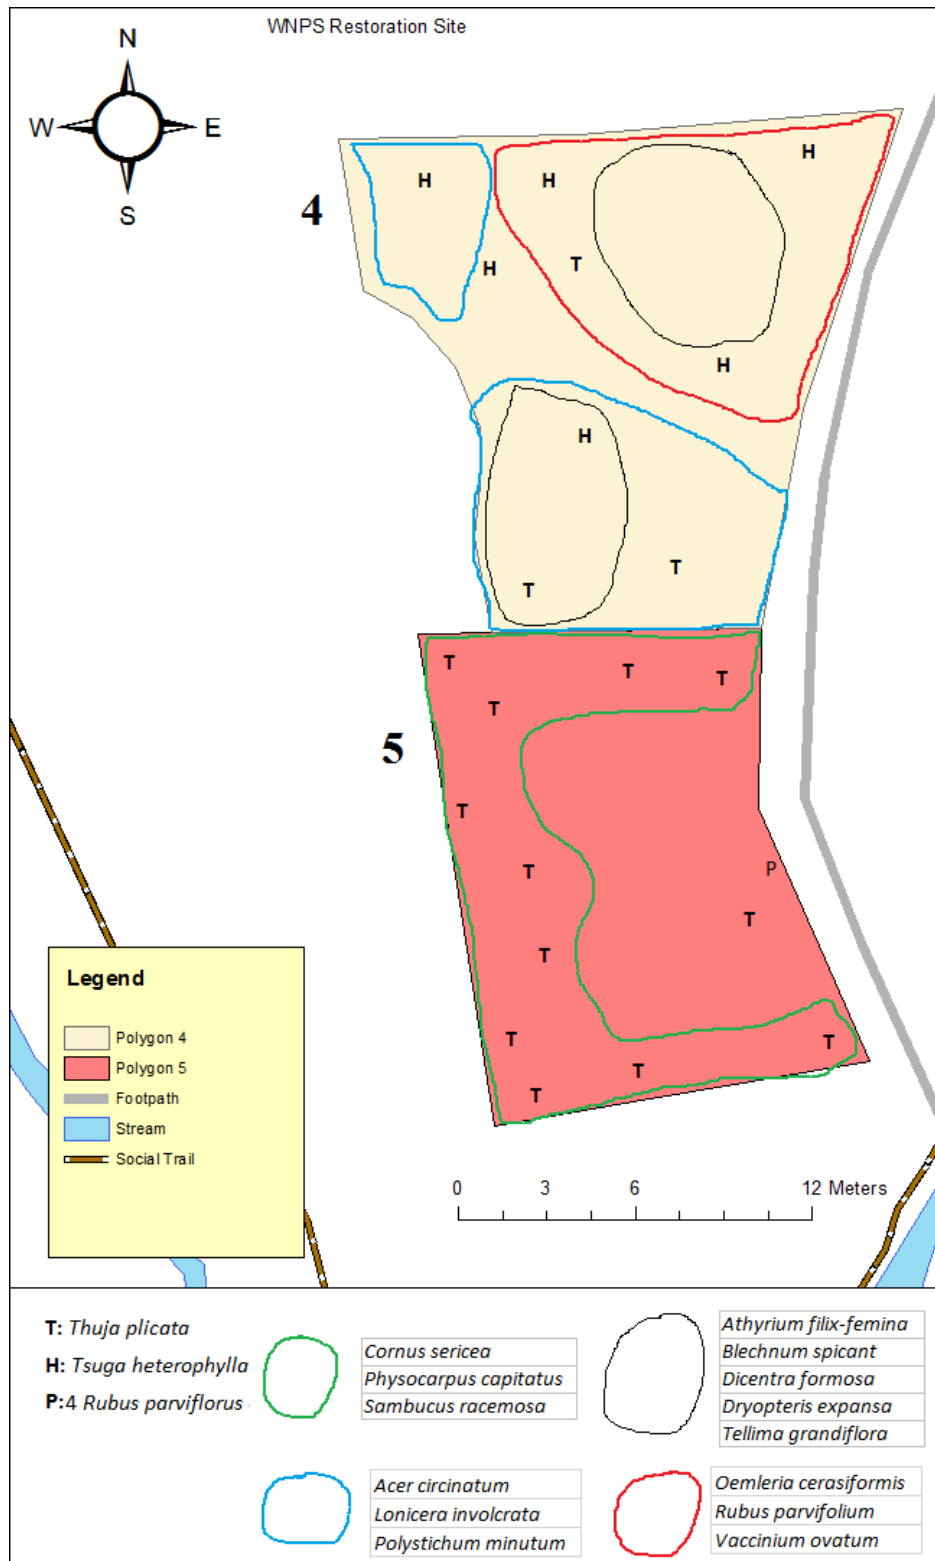 WNPS Restoration Site
N
W E
S
4
H
H
H
H
T
H
H
T
T
5
T
T
T
T
T
T
P
T
T
T
T
T
T
Legend
Polygon 4
Polygon 5
Footpath
Stream
Social Trail
0 3 6 12 Meters
T: Thuja plicata
H: Tsuga heterophylla
P:4 Rubus parviflorus
Cornus sericea
Physocarpus capitatus
Sambucus racemosa
Athyrium filix-femina
Blechnum spicant
Dicentra formosa
Dryopteris expansa
Tellima grandiflora
Acer circinatum
Lonicera involcrata
Polystichum minutum
Oemleria cerasiformis
Rubus parvifolium
Vaccinium ovatum